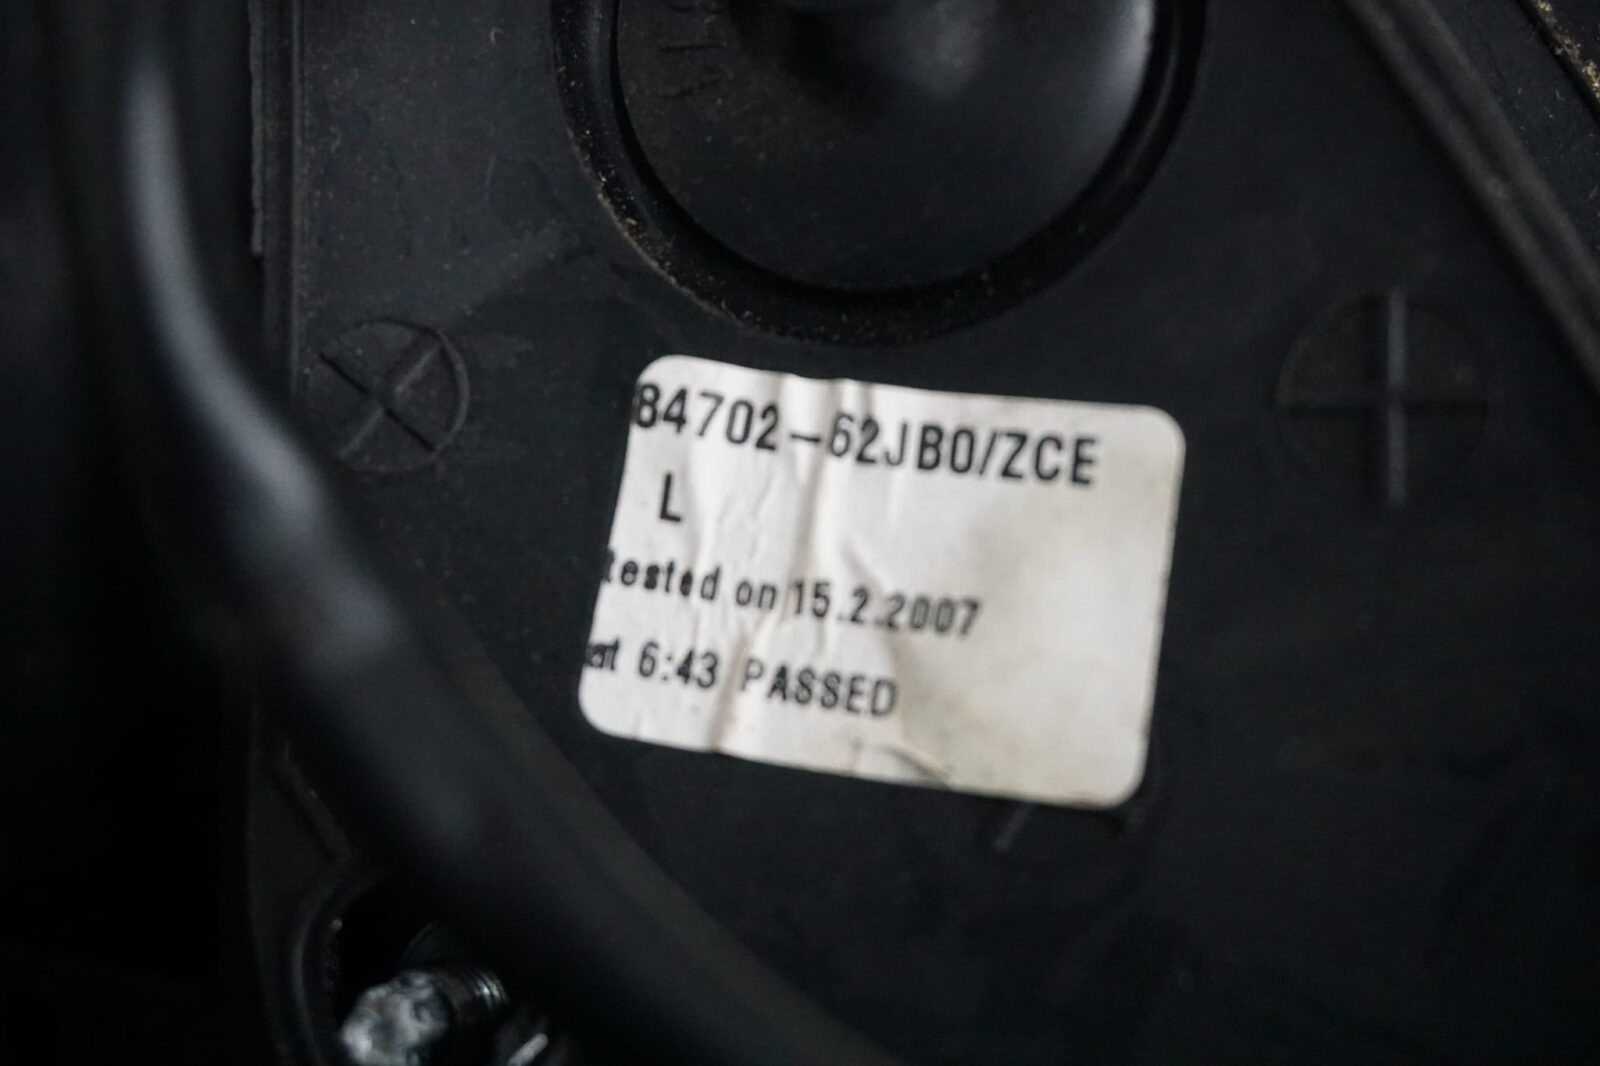 84702-62JB0/ZCE
L
tested on 15.2.2007
6:43 PASSED